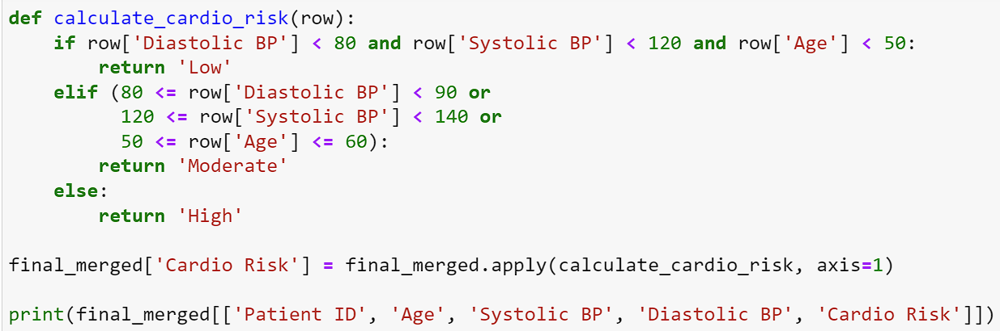 def calculate_cardio_risk(row):
    if row['Diastolic BP'] < 80 and row['Systolic BP'] < 120 and row['Age'] < 50:
        return 'Low'
    elif (80 <= row['Diastolic BP'] < 90 or
          120 <= row['Systolic BP'] < 140 or
          50 <= row['Age'] <= 60):
        return 'Moderate'
    else:
        return 'High'

final_merged['Cardio Risk'] = final_merged.apply(calculate_cardio_risk, axis=1)

print(final_merged[['Patient ID', 'Age', 'Systolic BP', 'Diastolic BP', 'Cardio Risk']])